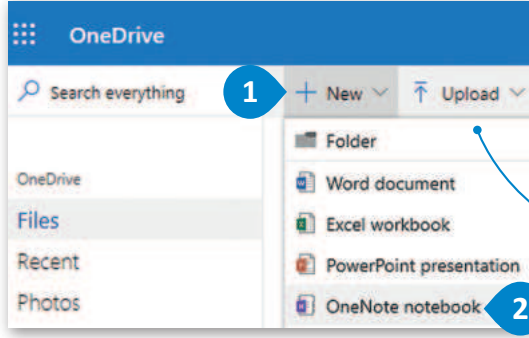 OneDrive
Search everything
1
New
Upload
Folder
OneDrive
Word document
Files
Excel workbook
Recent
PowerPoint presentation
Photos
OneNote notebook
2